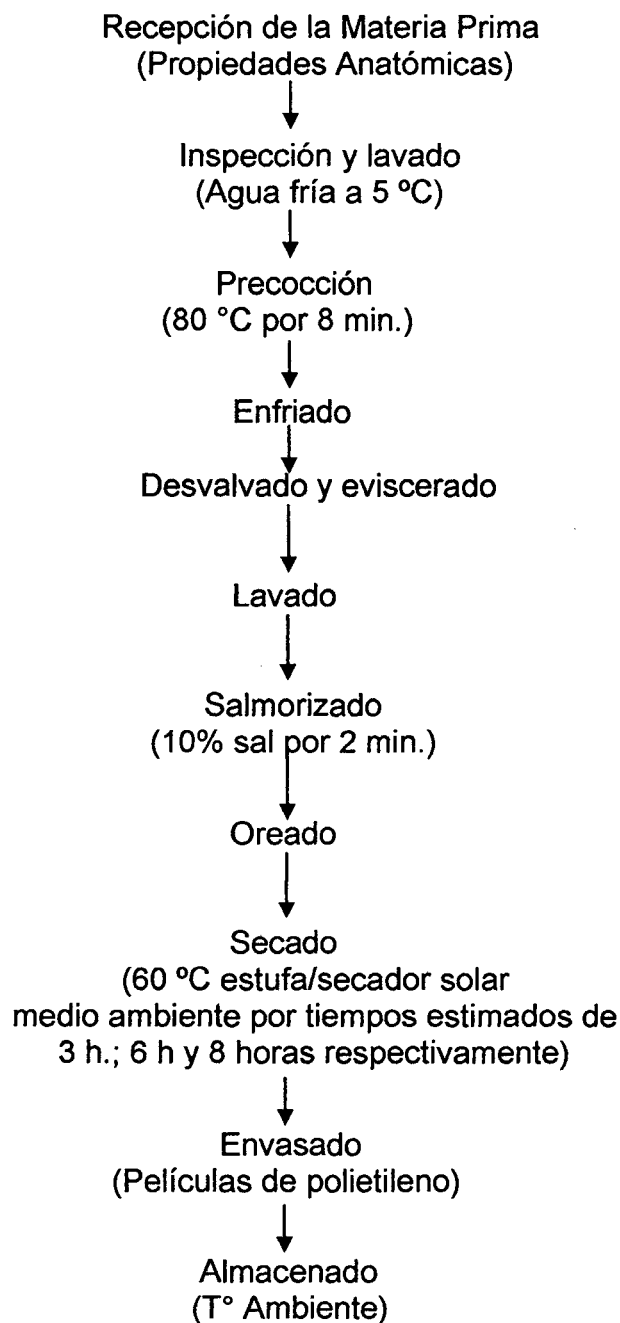 Recepción de la Materia Prima
(Propiedades Anatómicas)
Inspección y lavado
(Agua fría a 5 ºC)
Precocción
(80 °C por 8 min.)
Enfriado
Desvalvado y eviscerado
Lavado
Salmorizado
(10% sal por 2 min.)
Oreado
Secado
(60 ºC estufa/secador solar
medio ambiente por tiempos estimados de
3 h.; 6 h y 8 horas respectivamente)
Envasado
(Películas de polietileno)
Almacenado
(T° Ambiente)